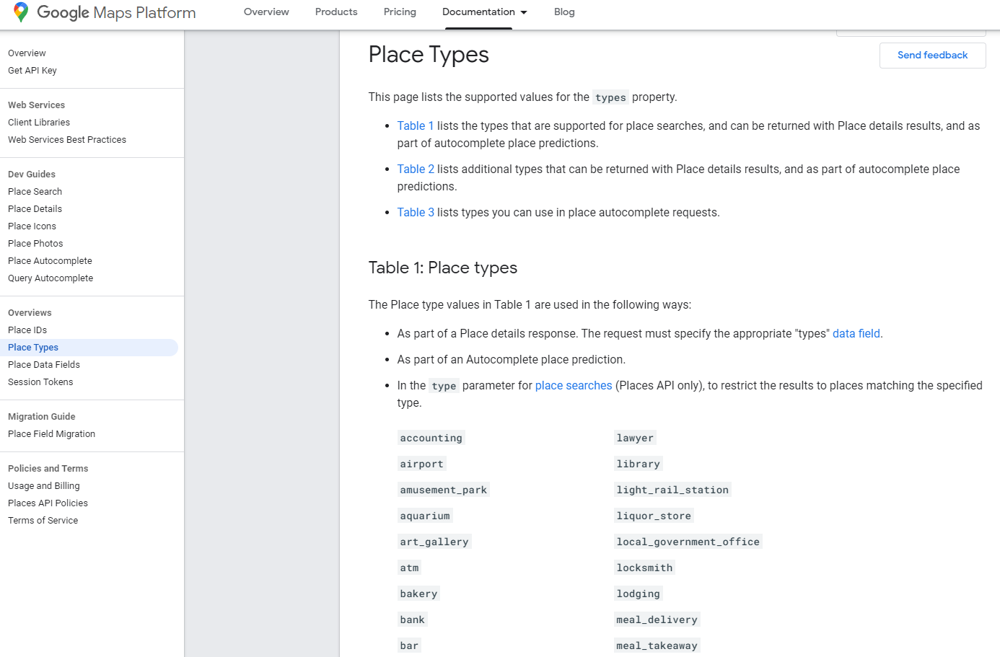 Google Maps Platform
Overview
Products
Pricing
Documentation
Blog
Overview
Get API Key
Web Services
Client Libraries
Web Services Best Practices
Dev Guides
Place Search
Place Details
Place Icons
Place Photos
Place Autocomplete
Query Autocomplete
Overviews
Place IDs
Place Types
Place Data Fields
Session Tokens
Migration Guide
Place Field Migration
Policies and Terms
Usage and Billing
Places API Policies
Terms of Service
Place Types
Send feedback
This page lists the supported values for the types property.
Table 1 lists the types that are supported for place searches, and can be returned with Place details results, and as
part of autocomplete place predictions.
Table 2 lists additional types that can be returned with Place details results, and as part of autocomplete place
predictions.
Table 3 lists types you can use in place autocomplete requests.
Table 1: Place types
The Place type values in Table 1 are used in the following ways:
As part of a Place details response. The request must specify the appropriate "types" data field.
As part of an Autocomplete place prediction.
In the type parameter for place searches (Places API only), to restrict the results to places matching the specified
type.
accounting
airport
amusement_park
aquarium
art_gallery
atm
bakery
bank
bar
lawyer
library
light_rail_station
liquor_store
local_government_office
locksmith
lodging
meal_delivery
meal_takeaway